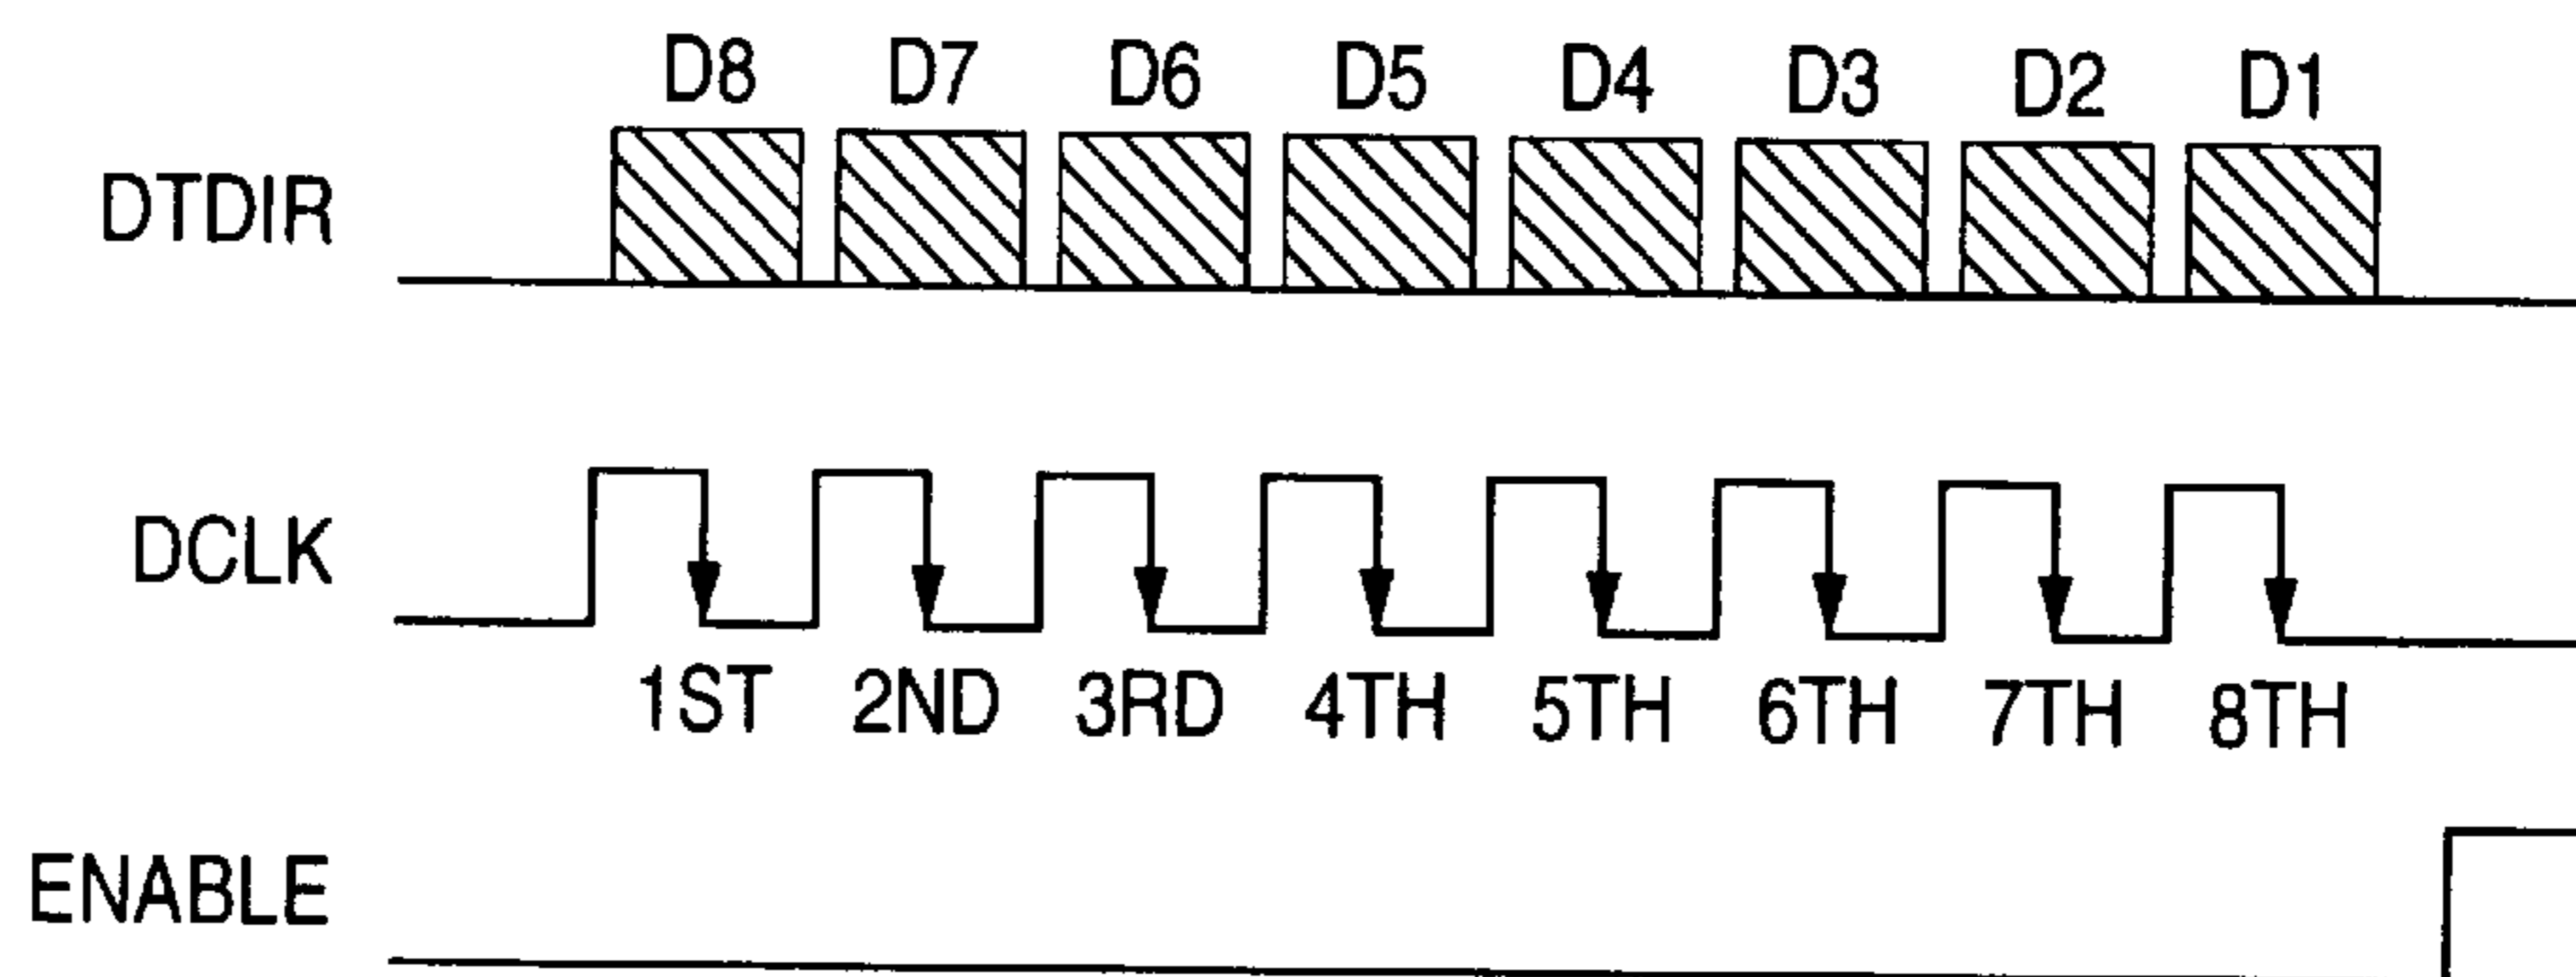 D8 D7 D6 D5 D4 D3 D2 D1
DTDIR
DCLK
1ST 2ND 3RD 4TH 5TH 6TH 7TH 8TH
ENABLE